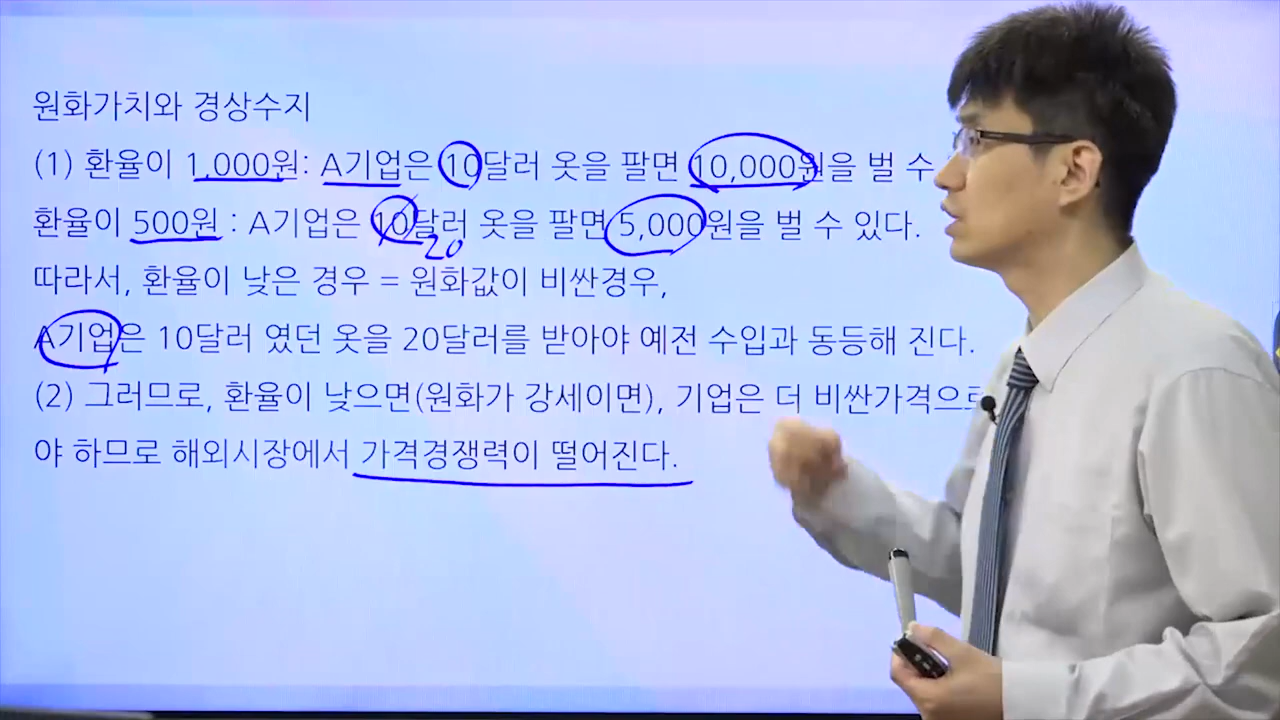 원화가치와 경상수지
(1) 환율이 1,000원: A기업은 10달러 옷을 팔면 10,000원을 벌 수
환율이 500원 : A기업은 10달러 옷을 팔면 5,000원을 벌 수 있다.
20
따라서, 환율이 낮은 경우 = 원화값이 비싼경우,
A기업은 10달러 였던 옷을 20달러를 받아야 예전 수입과 동등해 진다.
(2) 그러므로, 환율이 낮으면(원화가 강세이면), 기업은 더 비싼가격으로
야 하므로 해외시장에서 가격경쟁력이 떨어진다.